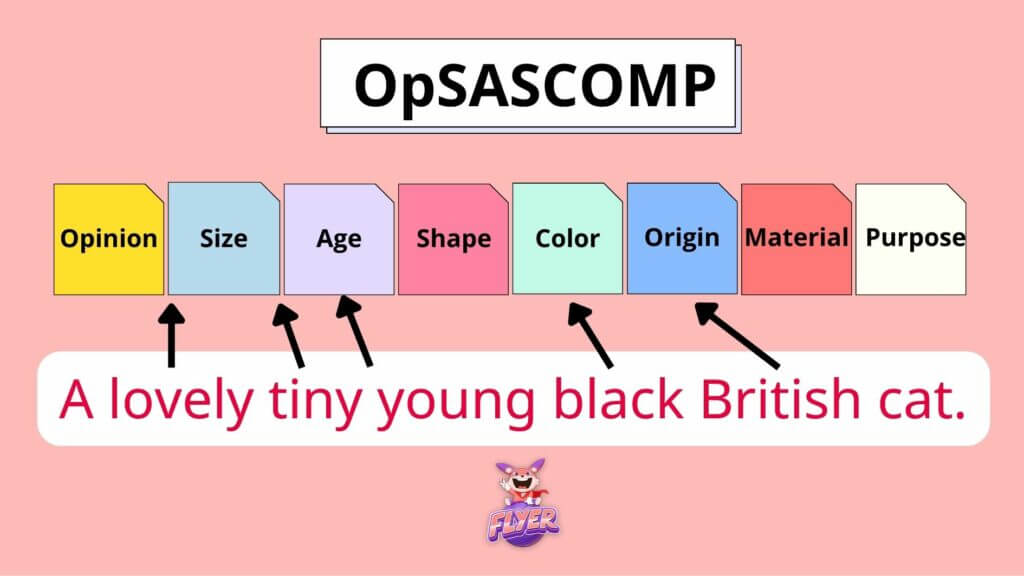 OpSASCOMP
Opinion Size Age Shape Color Origin Material Purpose
A lovely tiny young black British cat.
FLYER